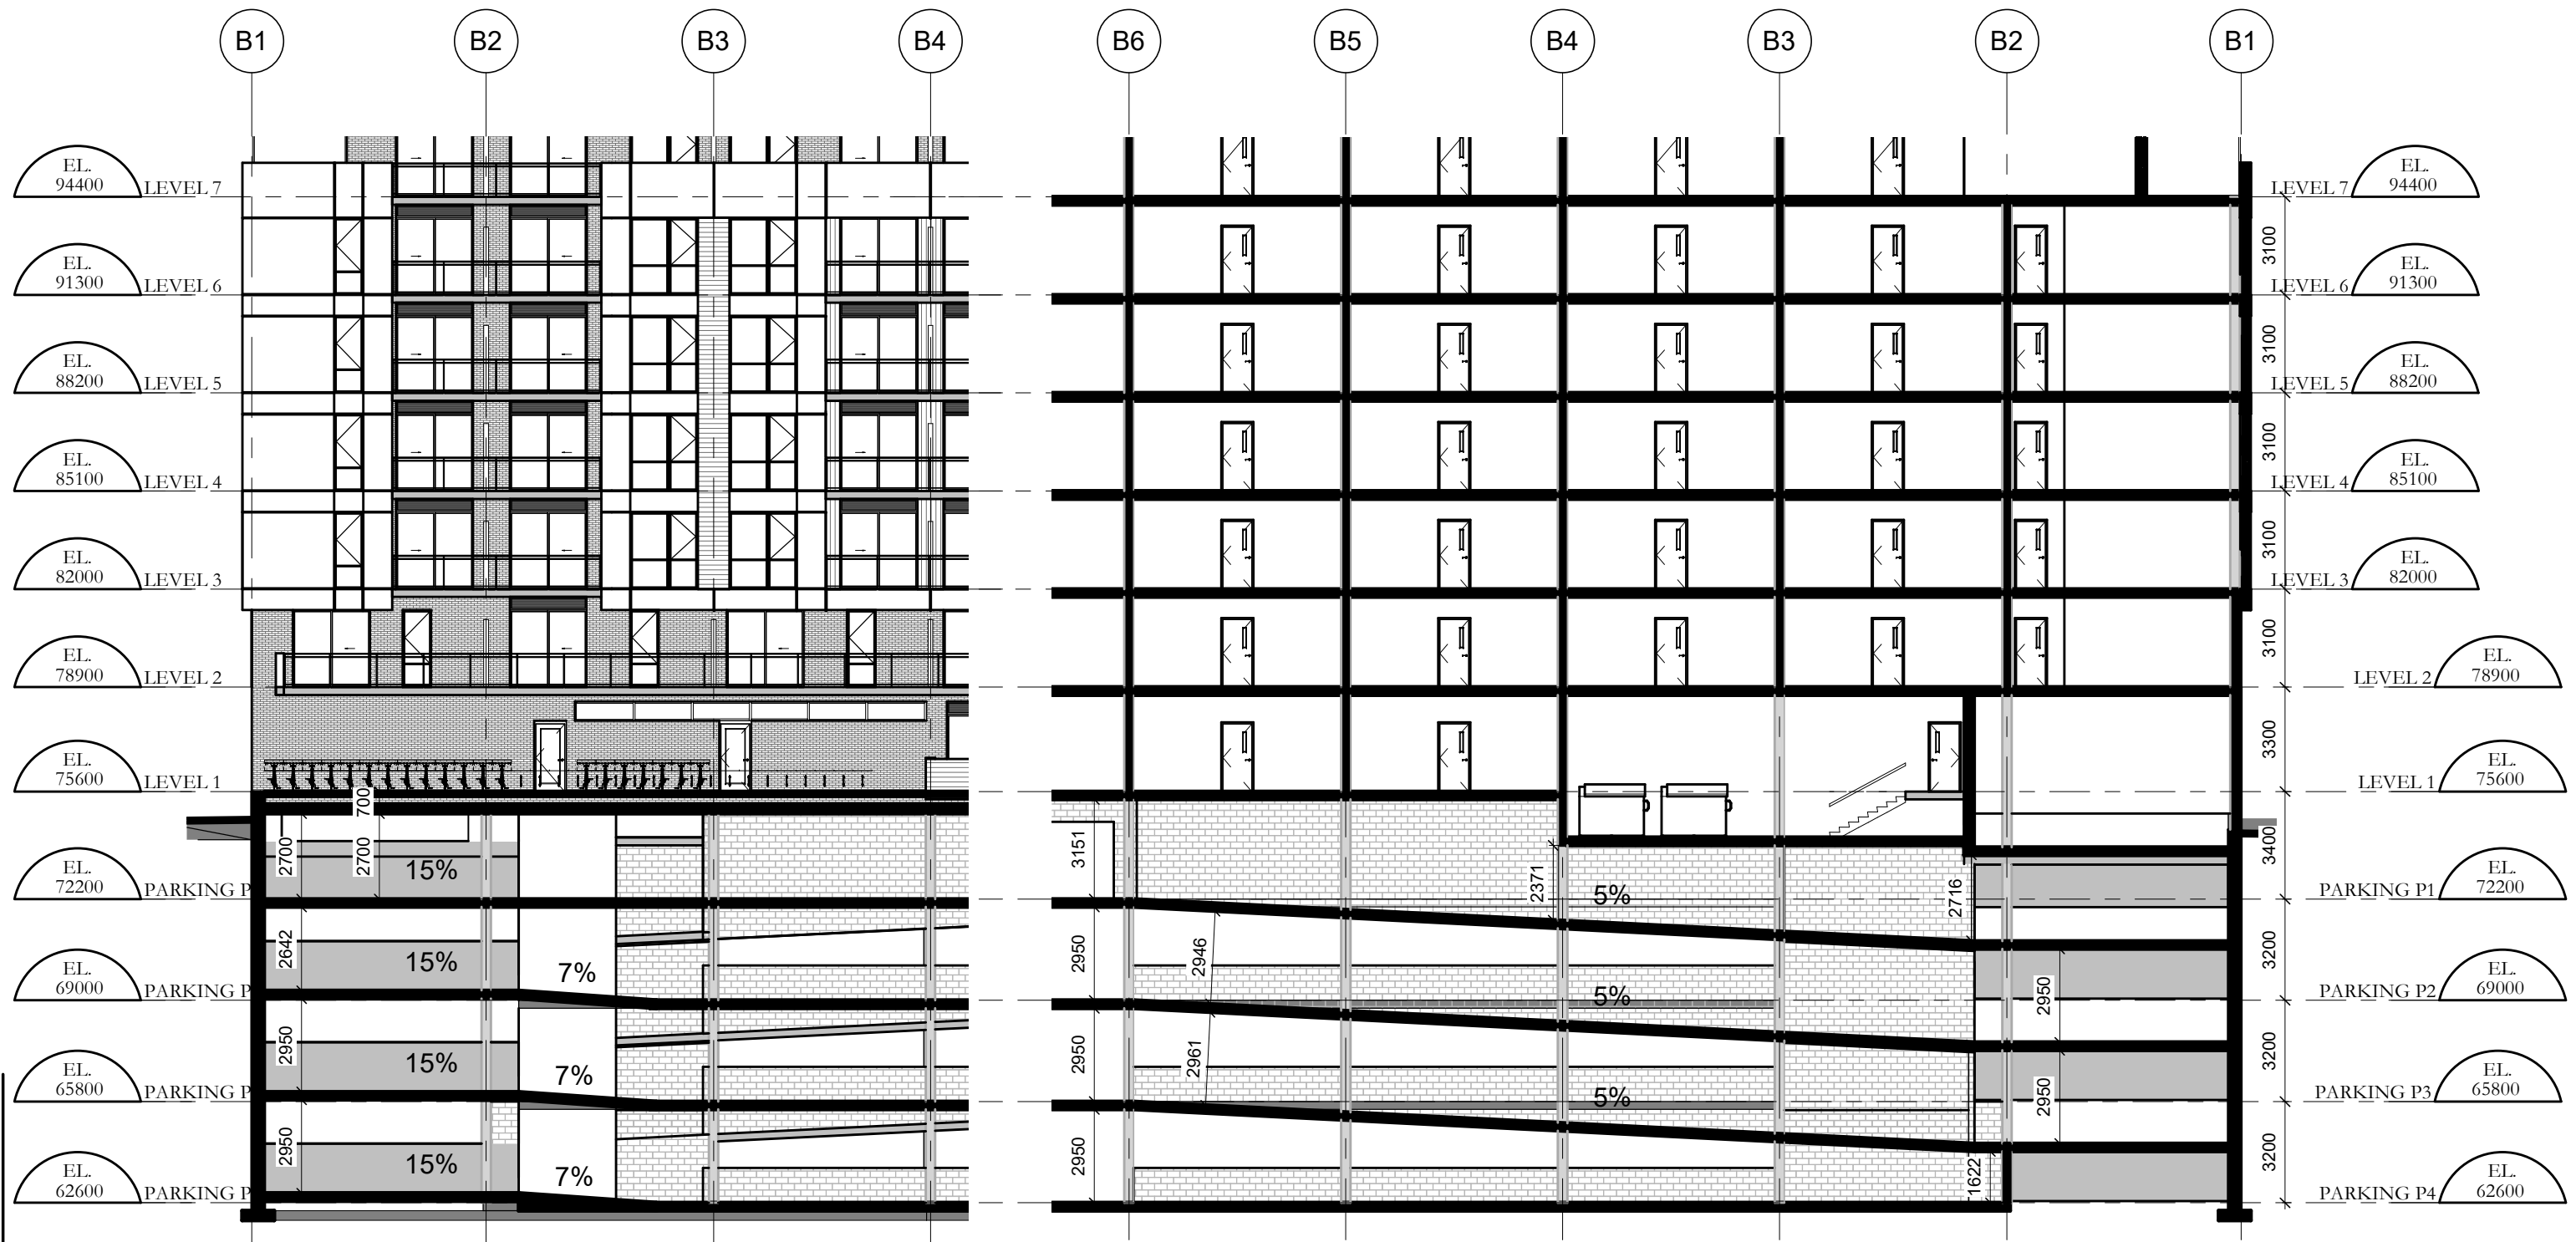 B1 B2 B3 B4 B6 B5 B4 B3 B2 B1
EL.
94400
LEVEL 7
LEVEL 7
EL.
94400
3100
EL.
91300
LEVEL 6
LEVEL 6
EL.
91300
3100
EL.
88200
LEVEL 5
LEVEL 5
EL.
88200
3100
EL.
85100
LEVEL 4
LEVEL 4
EL.
85100
3100
EL.
82000
LEVEL 3
LEVEL 3
EL.
82000
3100
EL.
78900
LEVEL 2
LEVEL 2
EL.
78900
3300
EL.
75600
LEVEL 1
LEVEL 1
EL.
75600
700
2700
2700
15%
3151
2371
5%
2716
3400
EL.
72200
PARKING P
PARKING P1
EL.
72200
2642
15%
7%
2950
2946
5%
2950
3200
EL.
69000
PARKING P
PARKING P2
EL.
69000
2950
15%
7%
2950
2961
5%
2950
3200
EL.
65800
PARKING P
PARKING P3
EL.
65800
2950
15%
7%
2950
1622
3200
EL.
62600
PARKING P
PARKING P4
EL.
62600